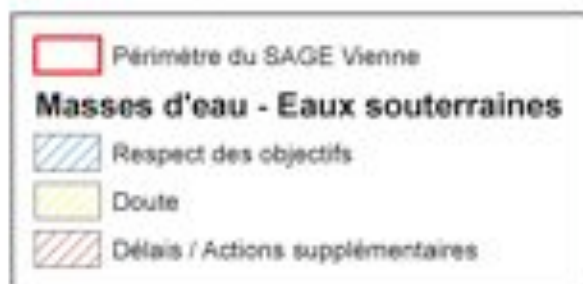 Périmètre du SAGE Vienne
Masses d'eau - Eaux souterraines
Respect des objectifs
Doute
Délais / Actions supplémentaires